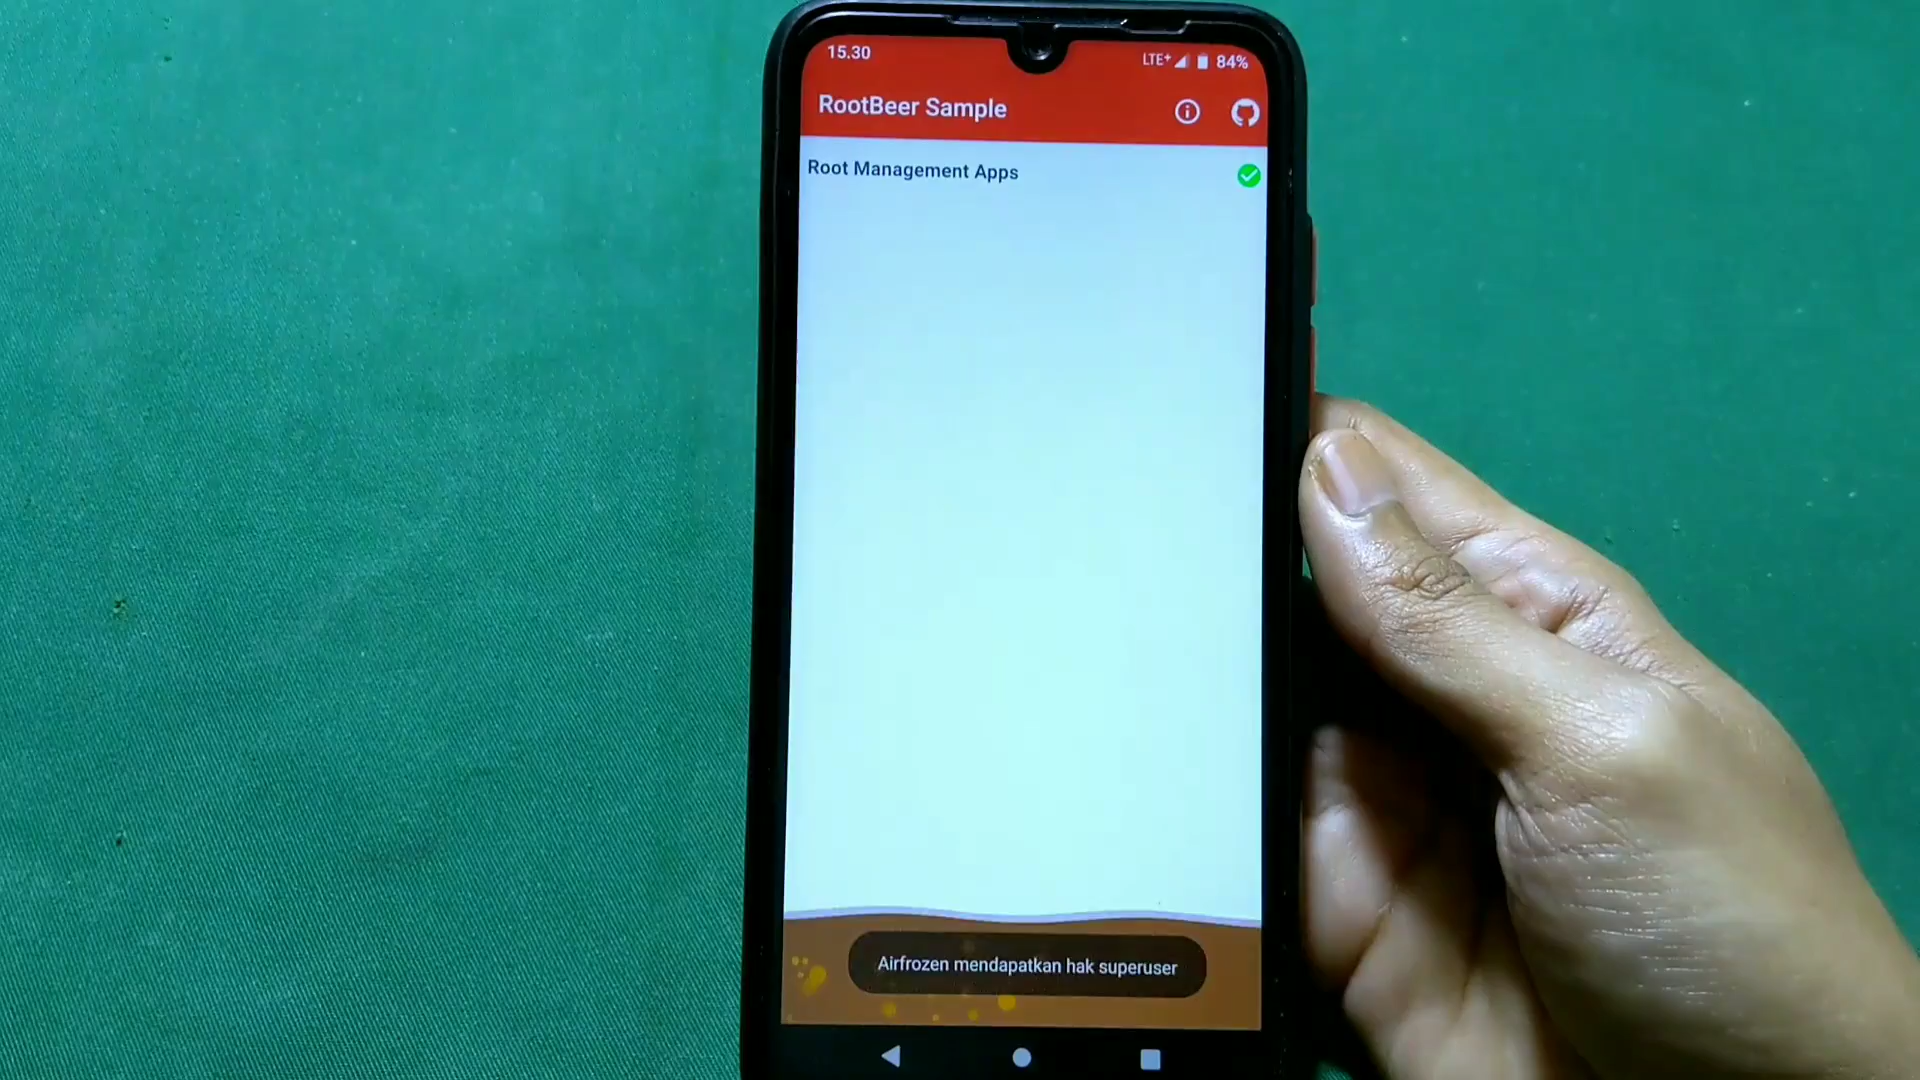 15.30
LTE+ 84%
RootBeer Sample
Root Management Apps
Airfrozen mendapatkan hak superuser